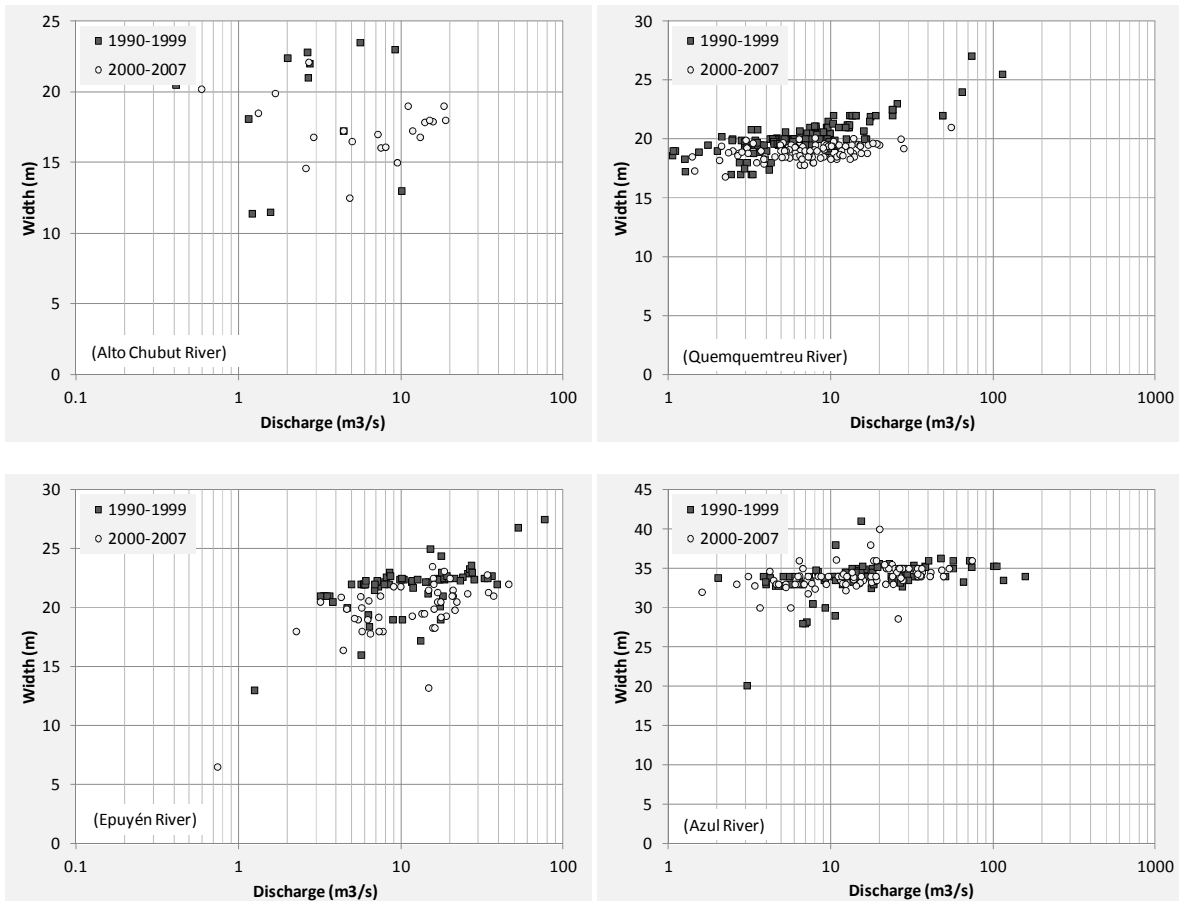 25
20
15
10
5
0
Width (m)
1990-1999
2000-2007
(Alto Chubut River)
0.1 1 10 100
Discharge (m3/s)
30
25
20
15
10
5
0
Width (m)
1990-1999
2000-2007
(Quemquemtreu River)
1 10 100 1000
Discharge (m3/s)
30
25
20
15
10
5
0
Width (m)
1990-1999
2000-2007
(Epuyén River)
0.1 1 10 100
Discharge (m3/s)
45
40
35
30
25
20
15
10
5
0
Width (m)
1990-1999
2000-2007
(Azul River)
1 10 100 1000
Discharge (m3/s)